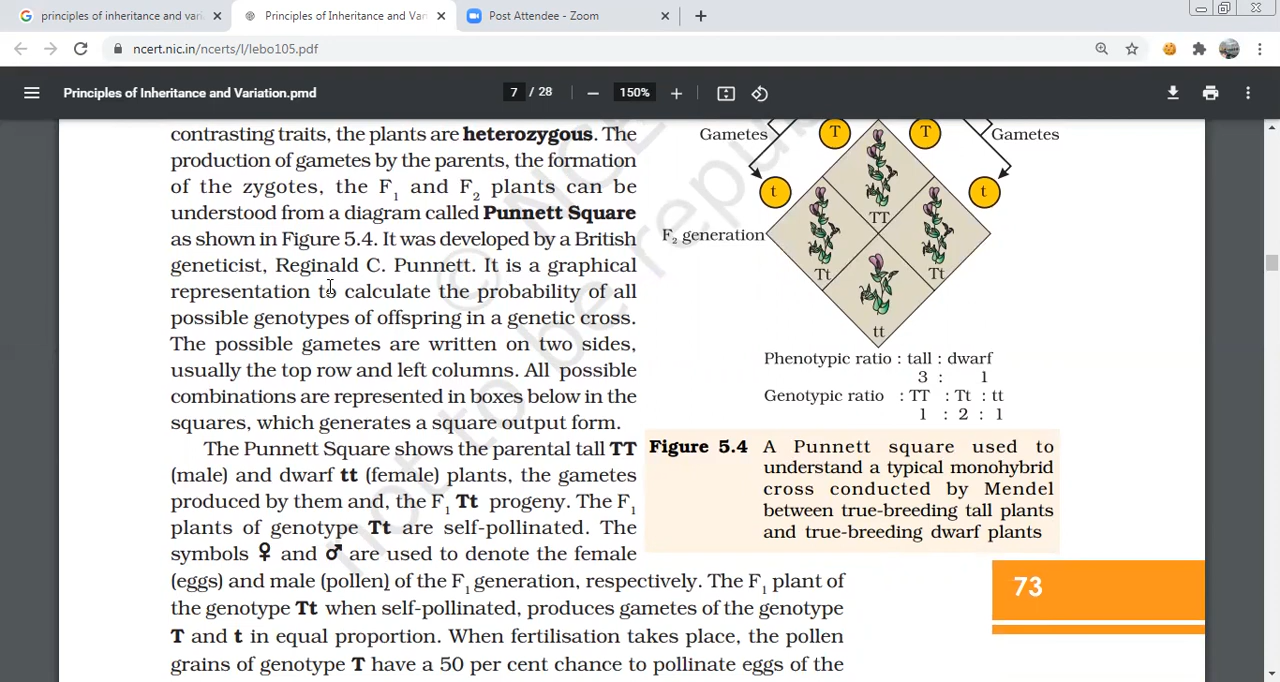 principles of inheritance and vari
Principles of Inheritance and Var
Post Attendee - Zoom
ncert.nic.in/ncerts/l/lebo105.pdf
Principles of Inheritance and Variation.pmd
7 / 28
150%
contrasting traits, the plants are heterozygous. The
production of gametes by the parents, the formation
of the zygotes, the F1 and F2 plants can be
understood from a diagram called Punnett Square
as shown in Figure 5.4. It was developed by a British
geneticist, Reginald C. Punnett. It is a graphical
representation to calculate the probability of all
possible genotypes of offspring in a genetic cross.
The possible gametes are written on two sides,
usually the top row and left columns. All possible
combinations are represented in boxes below in the
squares, which generates a square output form.
The Punnett Square shows the parental tall TT
(male) and dwarf tt (female) plants, the gametes
produced by them and, the F1 Tt progeny. The F1
plants of genotype Tt are self-pollinated. The
symbols ♀ and ♂ are used to denote the female
(eggs) and male (pollen) of the F1 generation, respectively. The F1 plant of
the genotype Tt when self-pollinated, produces gametes of the genotype
T and t in equal proportion. When fertilisation takes place, the pollen
grains of genotype T have a 50 per cent chance to pollinate eggs of the
Gametes T T Gametes
t t
TT
F2 generation
Tt Tt
tt
Phenotypic ratio : tall : dwarf
3 : 1
Genotypic ratio : TT : Tt : tt
1 : 2 : 1
Figure 5.4 A Punnett square used to
understand a typical monohybrid
cross conducted by Mendel
between true-breeding tall plants
and true-breeding dwarf plants
73
© NC
not to be republ